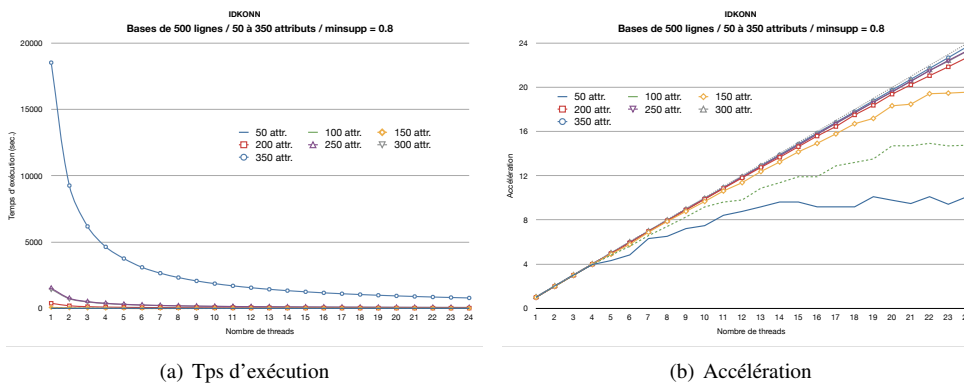 IDKONN
Bases de 500 lignes / 50 à 350 attributs / minsupp = 0.8
20000
15000
10000
5000
0
Temps d'exécution (sec.)
50 attr. 100 attr. 150 attr.
200 attr. 250 attr. 300 attr.
350 attr.
1 2 3 4 5 6 7 8 9 10 11 12 13 14 15 16 17 18 19 20 21 22 23 24
Nombre de threads
(a) Tps d'exécution
IDKONN
Bases de 500 lignes / 50 à 350 attributs / minsupp = 0.8
24
20
16
12
8
4
0
Accélération
50 attr. 100 attr. 150 attr.
200 attr. 250 attr. 300 attr.
350 attr.
1 2 3 4 5 6 7 8 9 10 11 12 13 14 15 16 17 18 19 20 21 22 23 24
Nombre de threads
(b) Accélération